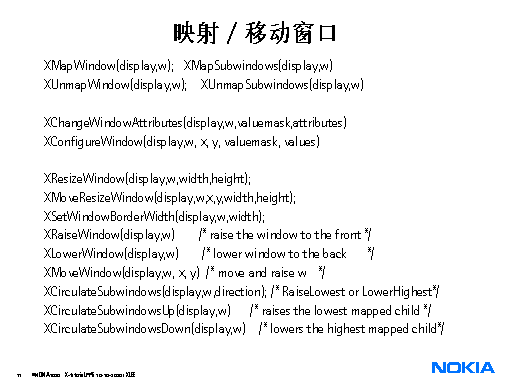 映射 / 移动窗口
XMapWindow(display,w); XMapSubwindows(display,w)
XUnmapWindow(display,w); XUnmapSubwindows(display,w)
XChangeWindowAttributes(display,w,valuemask,attributes)
XConfigureWindow(display,w, x, y, valuemask, values)
XResizeWindow(display,w,width,height);
XMoveResizeWindow(display,w,x,y,width,height);
XSetWindowBorderWidth(display,w,width);
XRaiseWindow(display,w) /* raise the window to the front */
XLowerWindow(display,w) /* lower window to the back */
XMoveWindow(display,w, x, y) /* move and raise w */
XCirculateSubwindows(display,w,direction); /* RaiseLowest or LowerHighest*/
XCirculateSubwindowsUp(display,w) /* raises the lowest mapped child */
XCirculateSubwindowsDown(display,w) /* lowers the highest mapped child*/
NOKIA